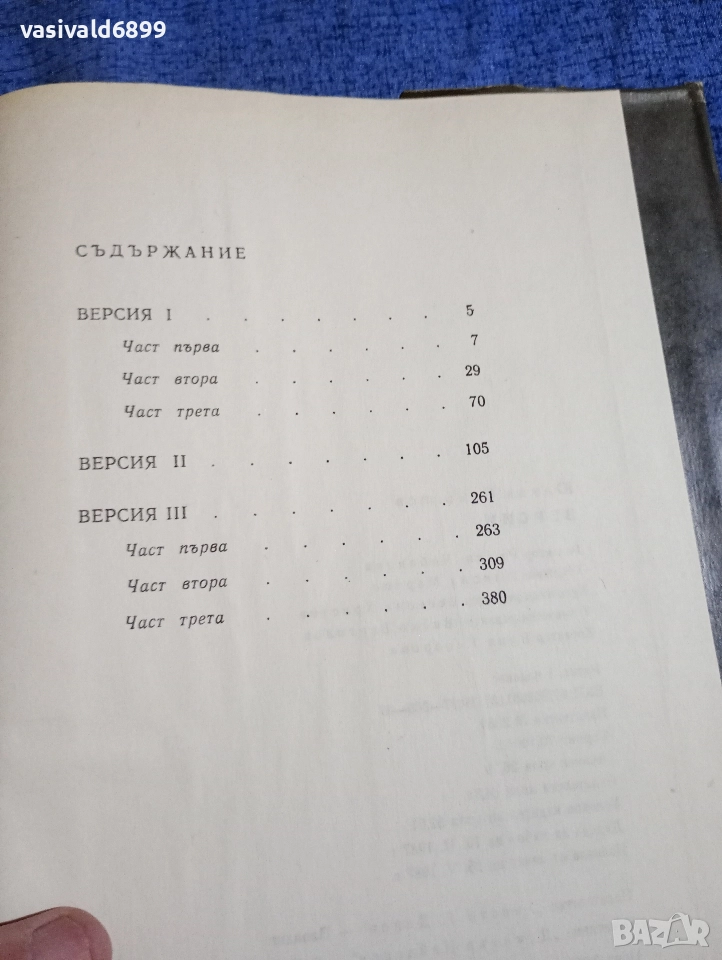 vasivald6899
СЪДЪРЖАНИЕ
ВЕРСИЯ I . . . . . . . 5
Част първа . . . . . . 7
Част втора . . . . . . 29
Част трета . . . . . . 70
ВЕРСИЯ II . . . . . . . 105
ВЕРСИЯ III . . . . . . . 261
Част първа . . . . . . 263
Част втора . . . . . . 309
Част трета . . . . . . 380
BAZAR